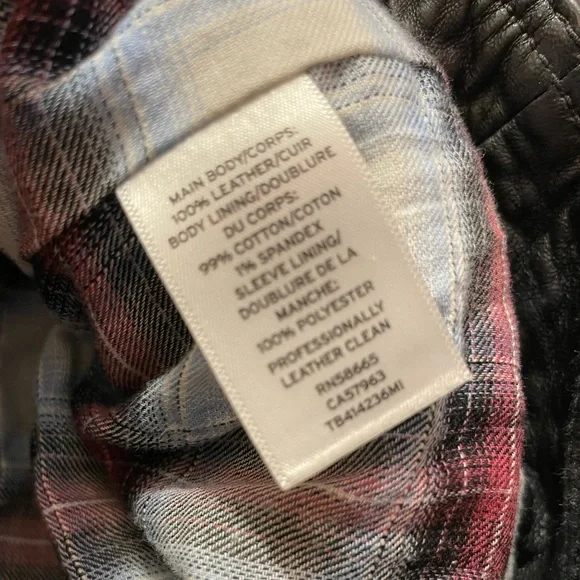 MAIN BODY/CORPS:
100% LEATHER/CUIR
BODY LINING/DOUBLURE
DU CORPS:
99% COTTON/COTON
1% SPANDEX
SLEEVE LINING/
DOUBLURE DE LA
MANCHE:
100% POLYESTER
PROFESSIONALLY
LEATHER CLEAN
RN58665
CA57963
TB414236MI